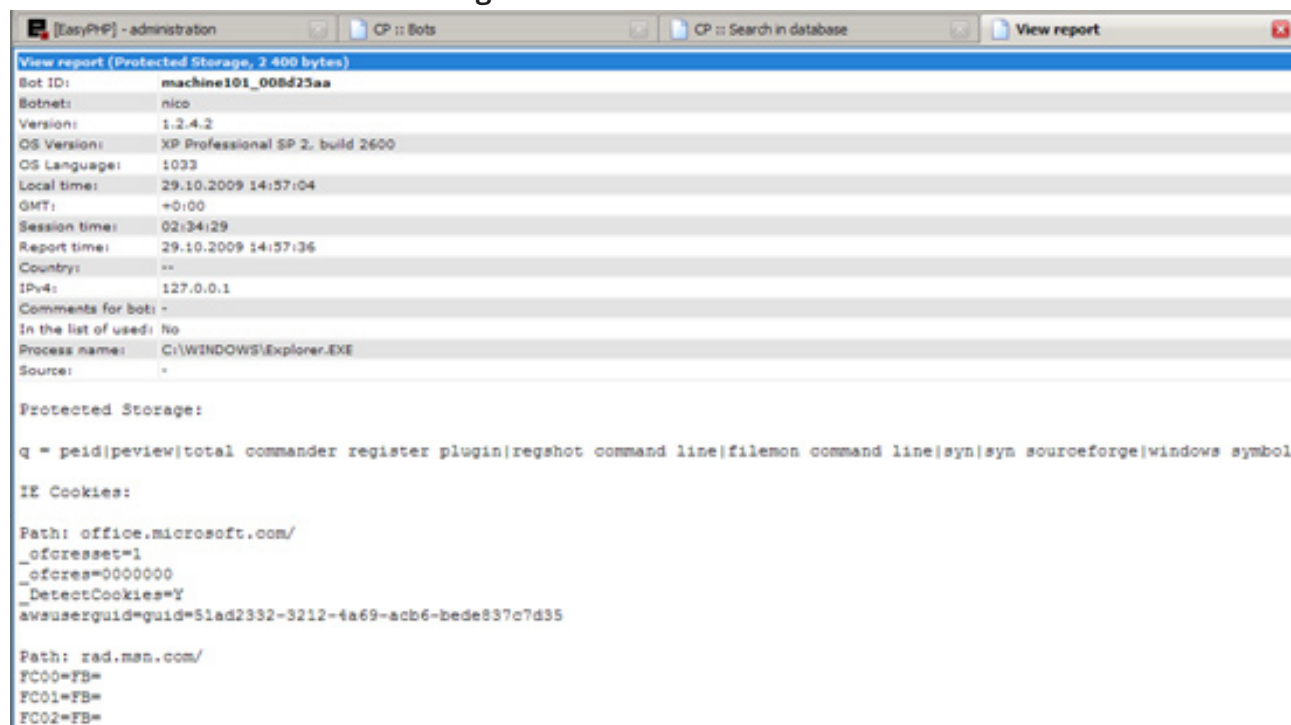 [EasyPHP] - administration
CP :: Bots
CP :: Search in database
View report
View report (Protected Storage, 2 400 bytes)
Bot ID: machine101_008d25aa
Botnet: nico
Version: 1.2.4.2
OS Version: XP Professional SP 2, build 2600
OS Language: 1033
Local time: 29.10.2009 14:57:04
GMT: +0:00
Session time: 02:34:29
Report time: 29.10.2009 14:57:36
Country: --
IPv4: 127.0.0.1
Comments for bot: -
In the list of used: No
Process name: C:\WINDOWS\Explorer.EXE
Source: -
Protected Storage:
q = peid|peview|total commander register plugin|regshot command line|filemon command line|syn|syn sourceforge|windows symbol
IE Cookies:
Path: office.microsoft.com/
_ofcresset=1
_ofcres=0000000
_DetectCookies=Y
awsuserguid=guid=51ad2332-3212-4a69-acb6-bede837c7d35
Path: rad.msn.com/
FC00=FB=
FC01=FB=
FC02=FB=